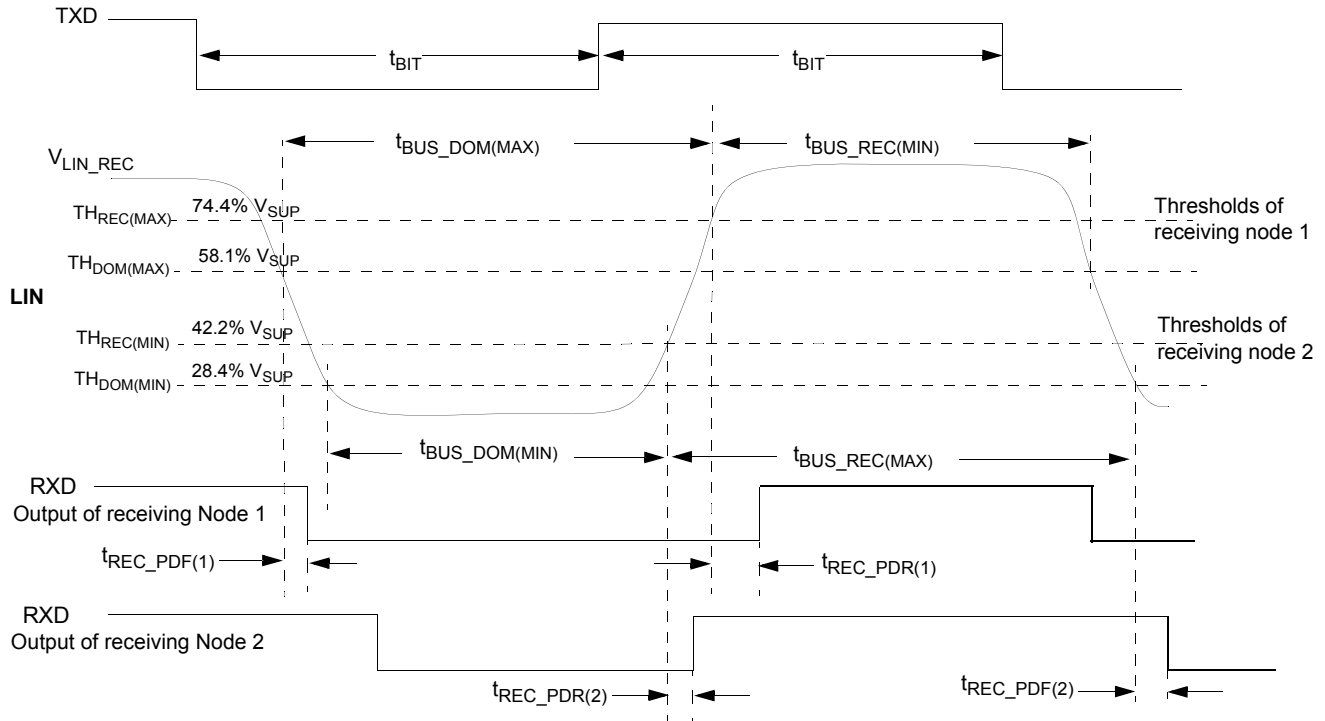 TXD
tBIT
tBIT
tBUS_DOM(MAX)
tBUS_REC(MIN)
VLIN_REC
THREC(MAX) 74.4% VSUP
Thresholds of
receiving node 1
THDOM(MAX) 58.1% VSUP
LIN
THREC(MIN) 42.2% VSUP
Thresholds of
receiving node 2
THDOM(MIN) 28.4% VSUP
tBUS_DOM(MIN)
tBUS_REC(MAX)
RXD
Output of receiving Node 1
tREC_PDF(1)
tREC_PDR(1)
RXD
Output of receiving Node 2
tREC_PDR(2)
tREC_PDF(2)